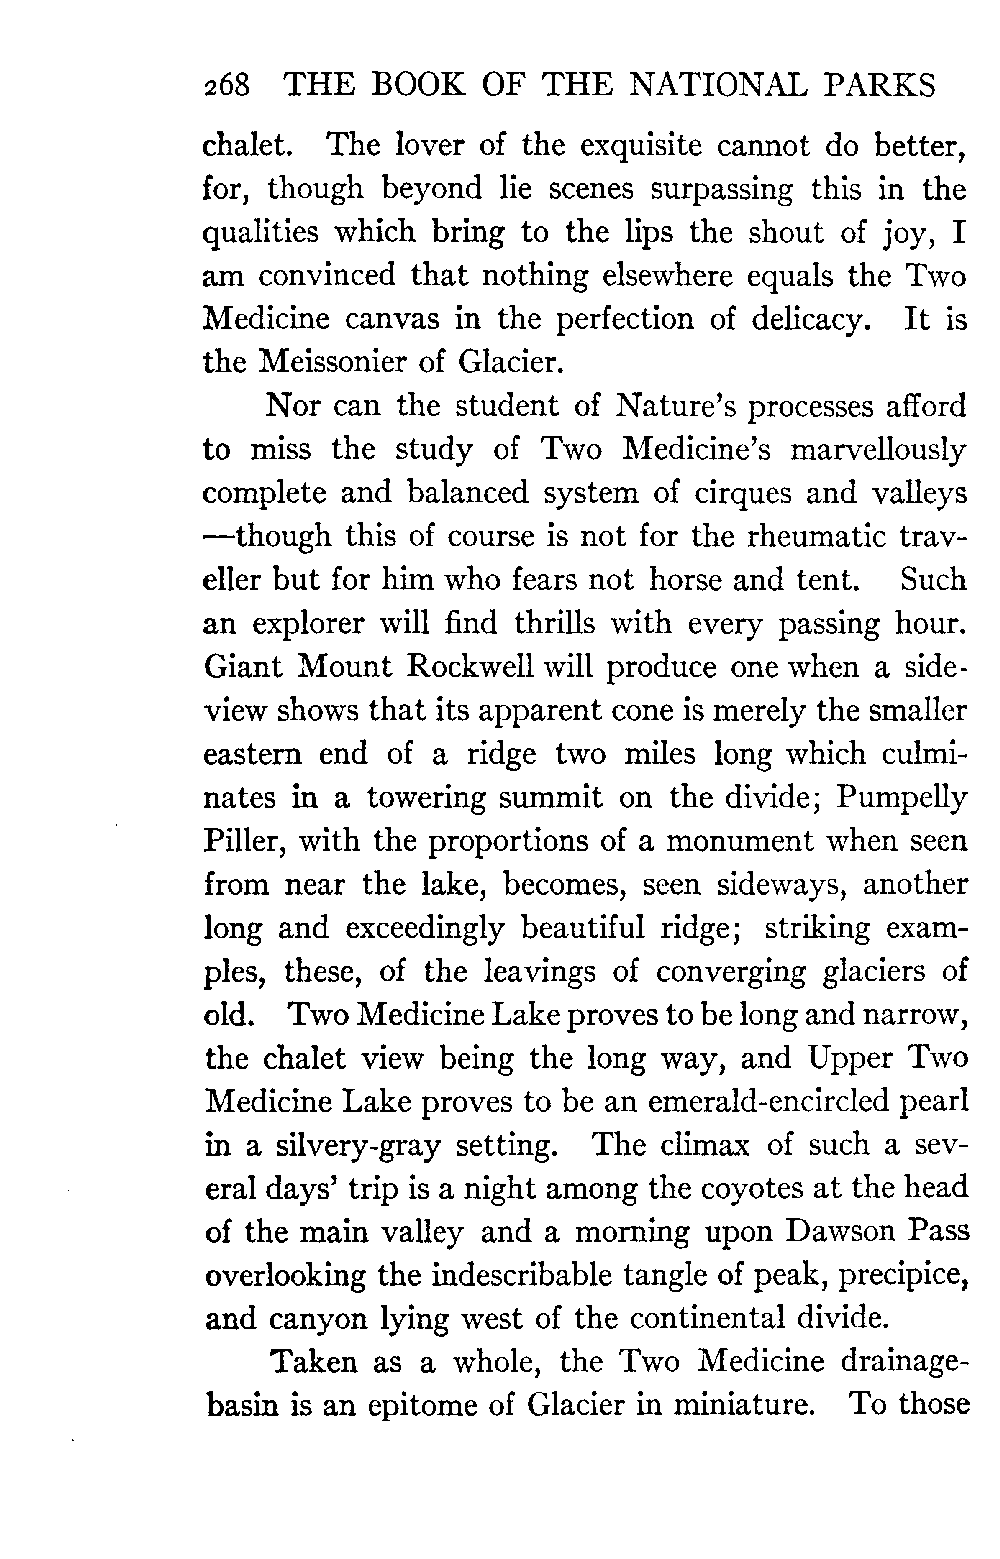 268 THE BOOK OF THE NATIONAL PARKS
chalet. The lover of the exquisite cannot do better,
for, though beyond lie scenes surpassing this in the
qualities which bring to the lips the shout of joy, I
am convinced that nothing elsewhere equals the Two
Medicine canvas in the perfection of delicacy. It is
the Meissonier of Glacier.
Nor can the student of Nature's processes afford
to miss the study of Two Medicine's marvellously
complete and balanced system of cirques and valleys
—though this of course is not for the rheumatic trav-
eller but for him who fears not horse and tent. Such
an explorer will find thrills with every passing hour.
Giant Mount Rockwell will produce one when a side-
view shows that its apparent cone is merely the smaller
eastern end of a ridge two miles long which culmi-
nates in a towering summit on the divide; Pumpelly
Piller, with the proportions of a monument when seen
from near the lake, becomes, seen sideways, another
long and exceedingly beautiful ridge; striking exam-
ples, these, of the leavings of converging glaciers of
old. Two Medicine Lake proves to be long and narrow,
the chalet view being the long way, and Upper Two
Medicine Lake proves to be an emerald-encircled pearl
in a silvery-gray setting. The climax of such a sev-
eral days' trip is a night among the coyotes at the head
of the main valley and a morning upon Dawson Pass
overlooking the indescribable tangle of peak, precipice,
and canyon lying west of the continental divide.
Taken as a whole, the Two Medicine drainage-
basin is an epitome of Glacier in miniature. To those